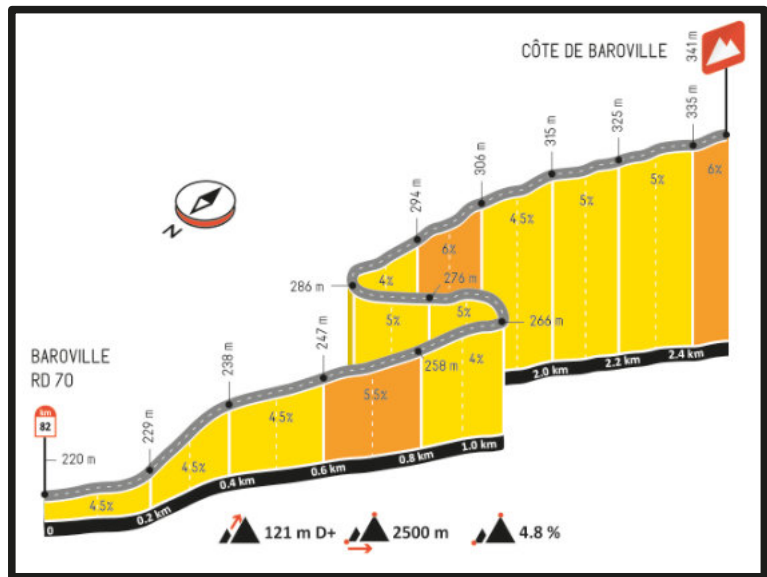 CÔTE DE BAROVILLE
341 m
335 m
325 m
315 m
306 m
294 m
6%
5%
5%
4.5%
6%
4%
N
286 m
276 m
5%
5%
266 m
247 m
238 m
258 m
4%
BAROVILLE
RD 70
km
82
229 m
220 m
4.5%
5.5%
4.5%
4.5%
0
0.2 km
0.4 km
0.6 km
0.8 km
1.0 km
2.0 km
2.2 km
2.4 km
121 m D+
2500 m
4.8 %